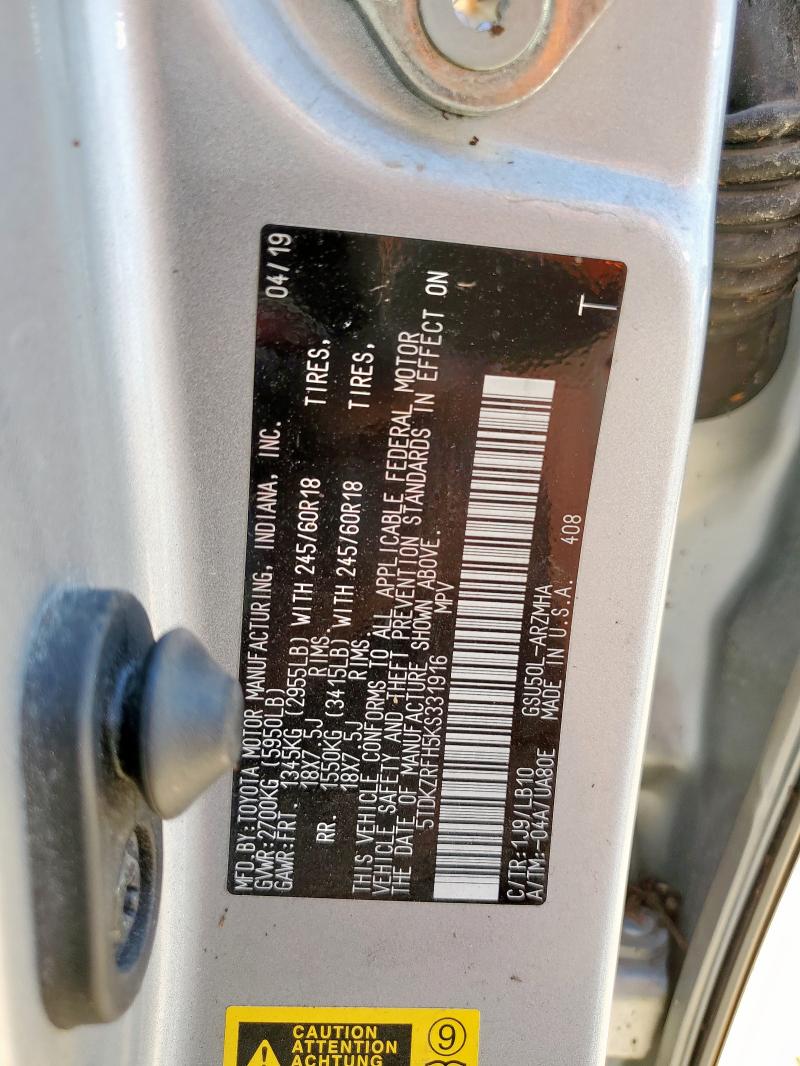 MFD.BY:TOYOTA MOTOR MANUFACTURING, INDIANA, INC. 04/19
GVWR:2700KG (5950LB)
GAWR:FRT. 1345KG (2955LB) WITH 245/60R18 TIRES,
18X7.5J RIMS.
RR. 1550KG (3415LB) WITH 245/60R18 TIRES,
18X7.5J RIMS
THIS VEHICLE CONFORMS TO ALL APPLICABLE FEDERAL MOTOR
VEHICLE SAFETY AND THEFT PREVENTION STANDARDS IN EFFECT ON
THE DATE OF MANUFACTURE SHOWN ABOVE.
5TDKZRFH5KS331916 MPV
C/TR:1J9/LB10 GSU50L-ARZMHA
A/TM:-04A/UA80E MADE IN U.S.A. 408
T
CAUTION
ATTENTION
ACHTUNG
9